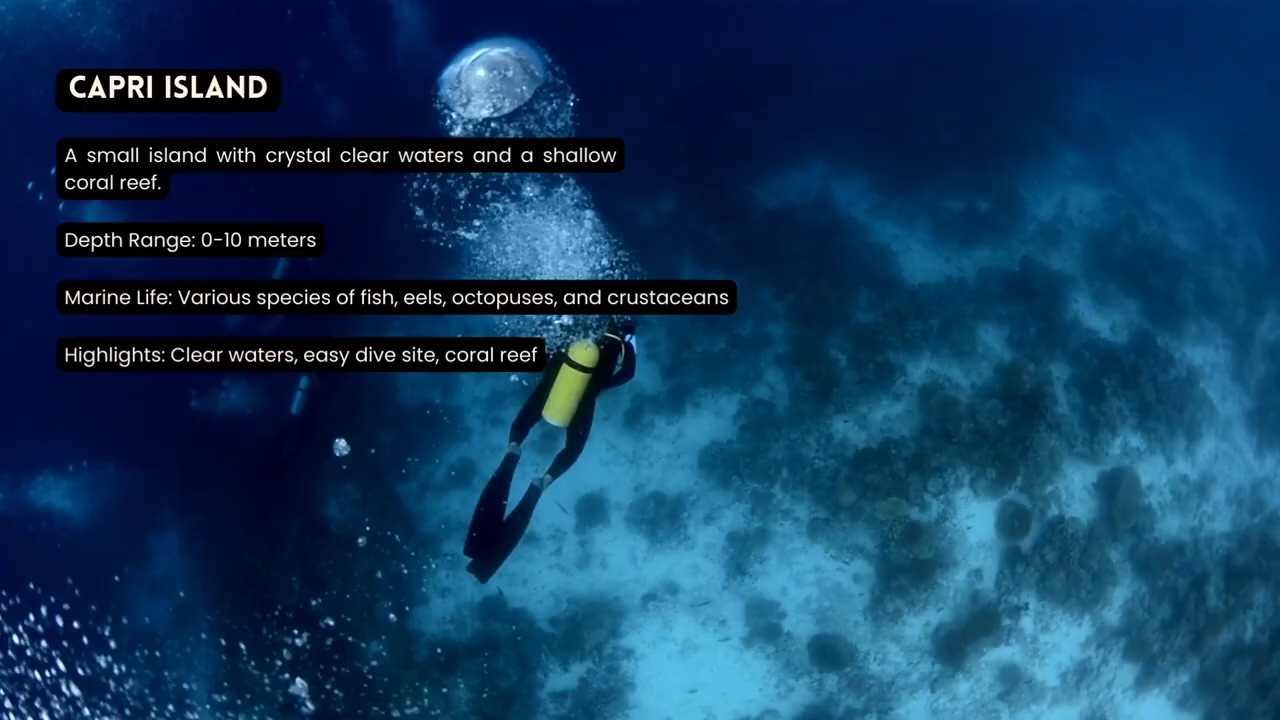 CAPRI ISLAND
A small island with crystal clear waters and a shallow
coral reef.
Depth Range: 0-10 meters
Marine Life: Various species of fish, eels, octopuses, and crustaceans
Highlights: Clear waters, easy dive site, coral reef